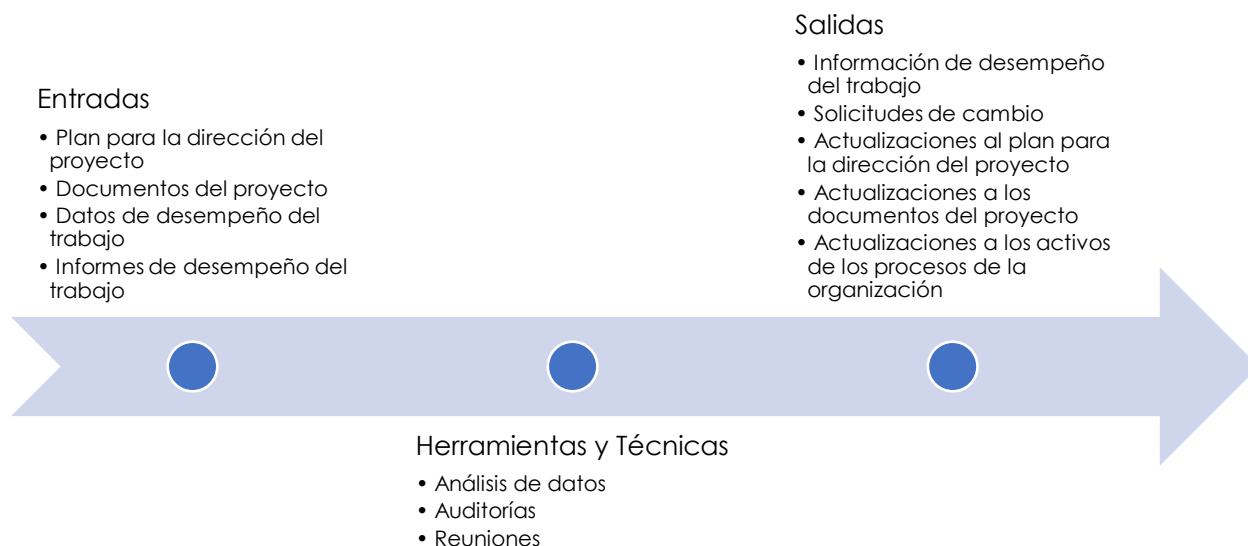 Entradas
• Plan para la dirección del
proyecto
• Documentos del proyecto
• Datos de desempeño del
trabajo
• Informes de desempeño del
trabajo
Herramientas y Técnicas
• Análisis de datos
• Auditorías
• Reuniones
Salidas
• Información de desempeño
del trabajo
• Solicitudes de cambio
• Actualizaciones al plan para
la dirección del proyecto
• Actualizaciones a los
documentos del proyecto
• Actualizaciones a los activos
de los procesos de la
organización